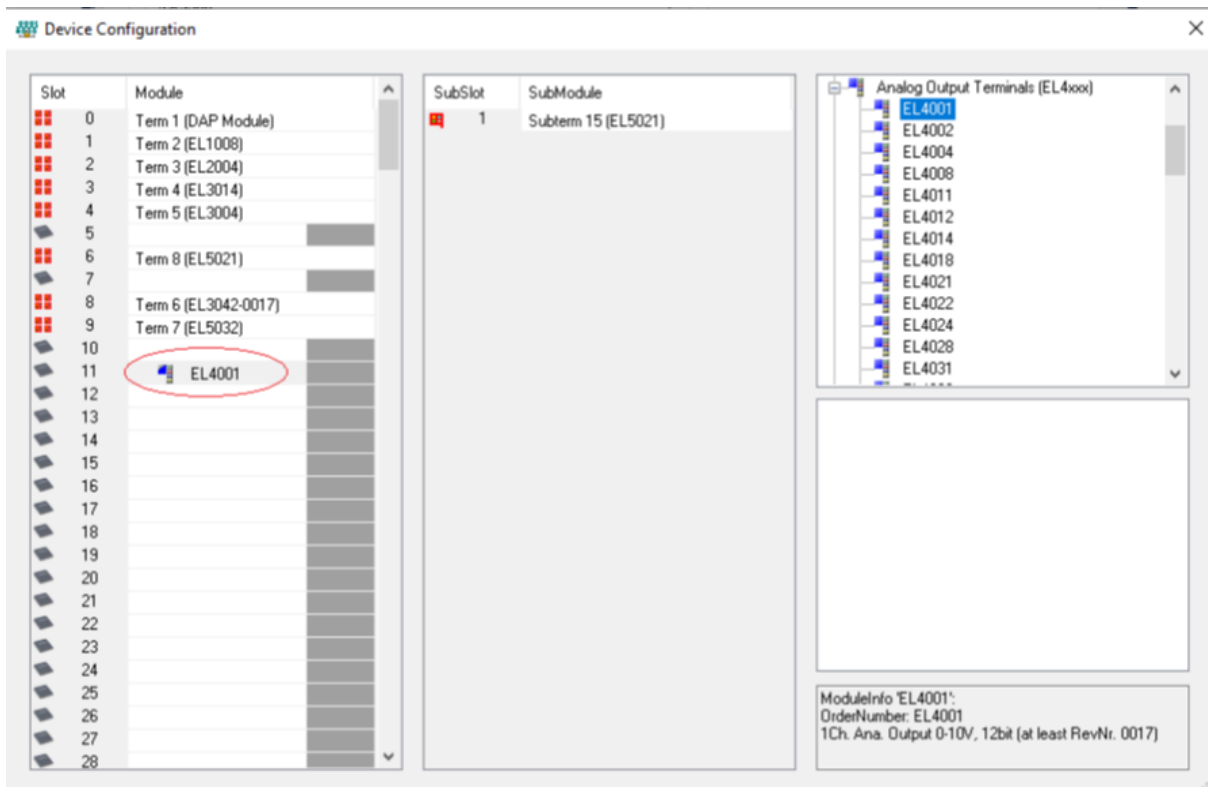 Device Configuration
Slot Module
0 Term 1 (DAP Module)
1 Term 2 (EL1008)
2 Term 3 (EL2004)
3 Term 4 (EL3014)
4 Term 5 (EL3004)
5
6 Term 8 (EL5021)
7
8 Term 6 (EL3042-0017)
9 Term 7 (EL5032)
10
11 EL4001
12
13
14
15
16
17
18
19
20
21
22
23
24
25
26
27
28
SubSlot SubModule
1 Subterm 15 (EL5021)
Analog Output Terminals (EL4xxx)
EL4001
EL4002
EL4004
EL4008
EL4011
EL4012
EL4014
EL4018
EL4021
EL4022
EL4024
EL4028
EL4031
ModuleInfo 'EL4001':
OrderNumber: EL4001
1Ch. Ana. Output 0-10V, 12bit (at least RevNr. 0017)